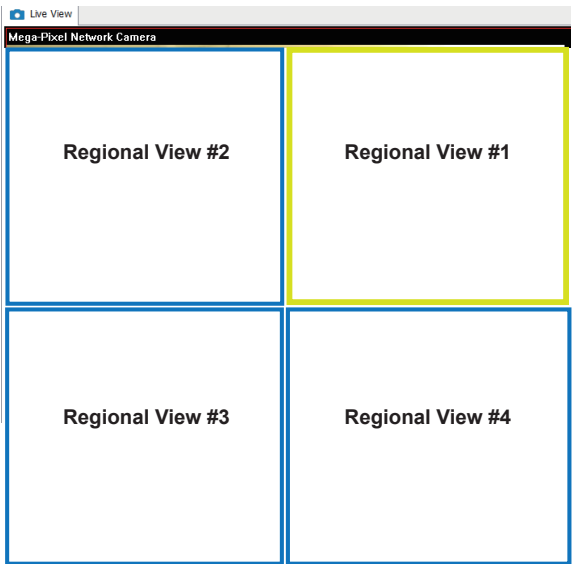 Live View
Mega-Pixel Network Camera
Regional View #2
Regional View #1
Regional View #3
Regional View #4